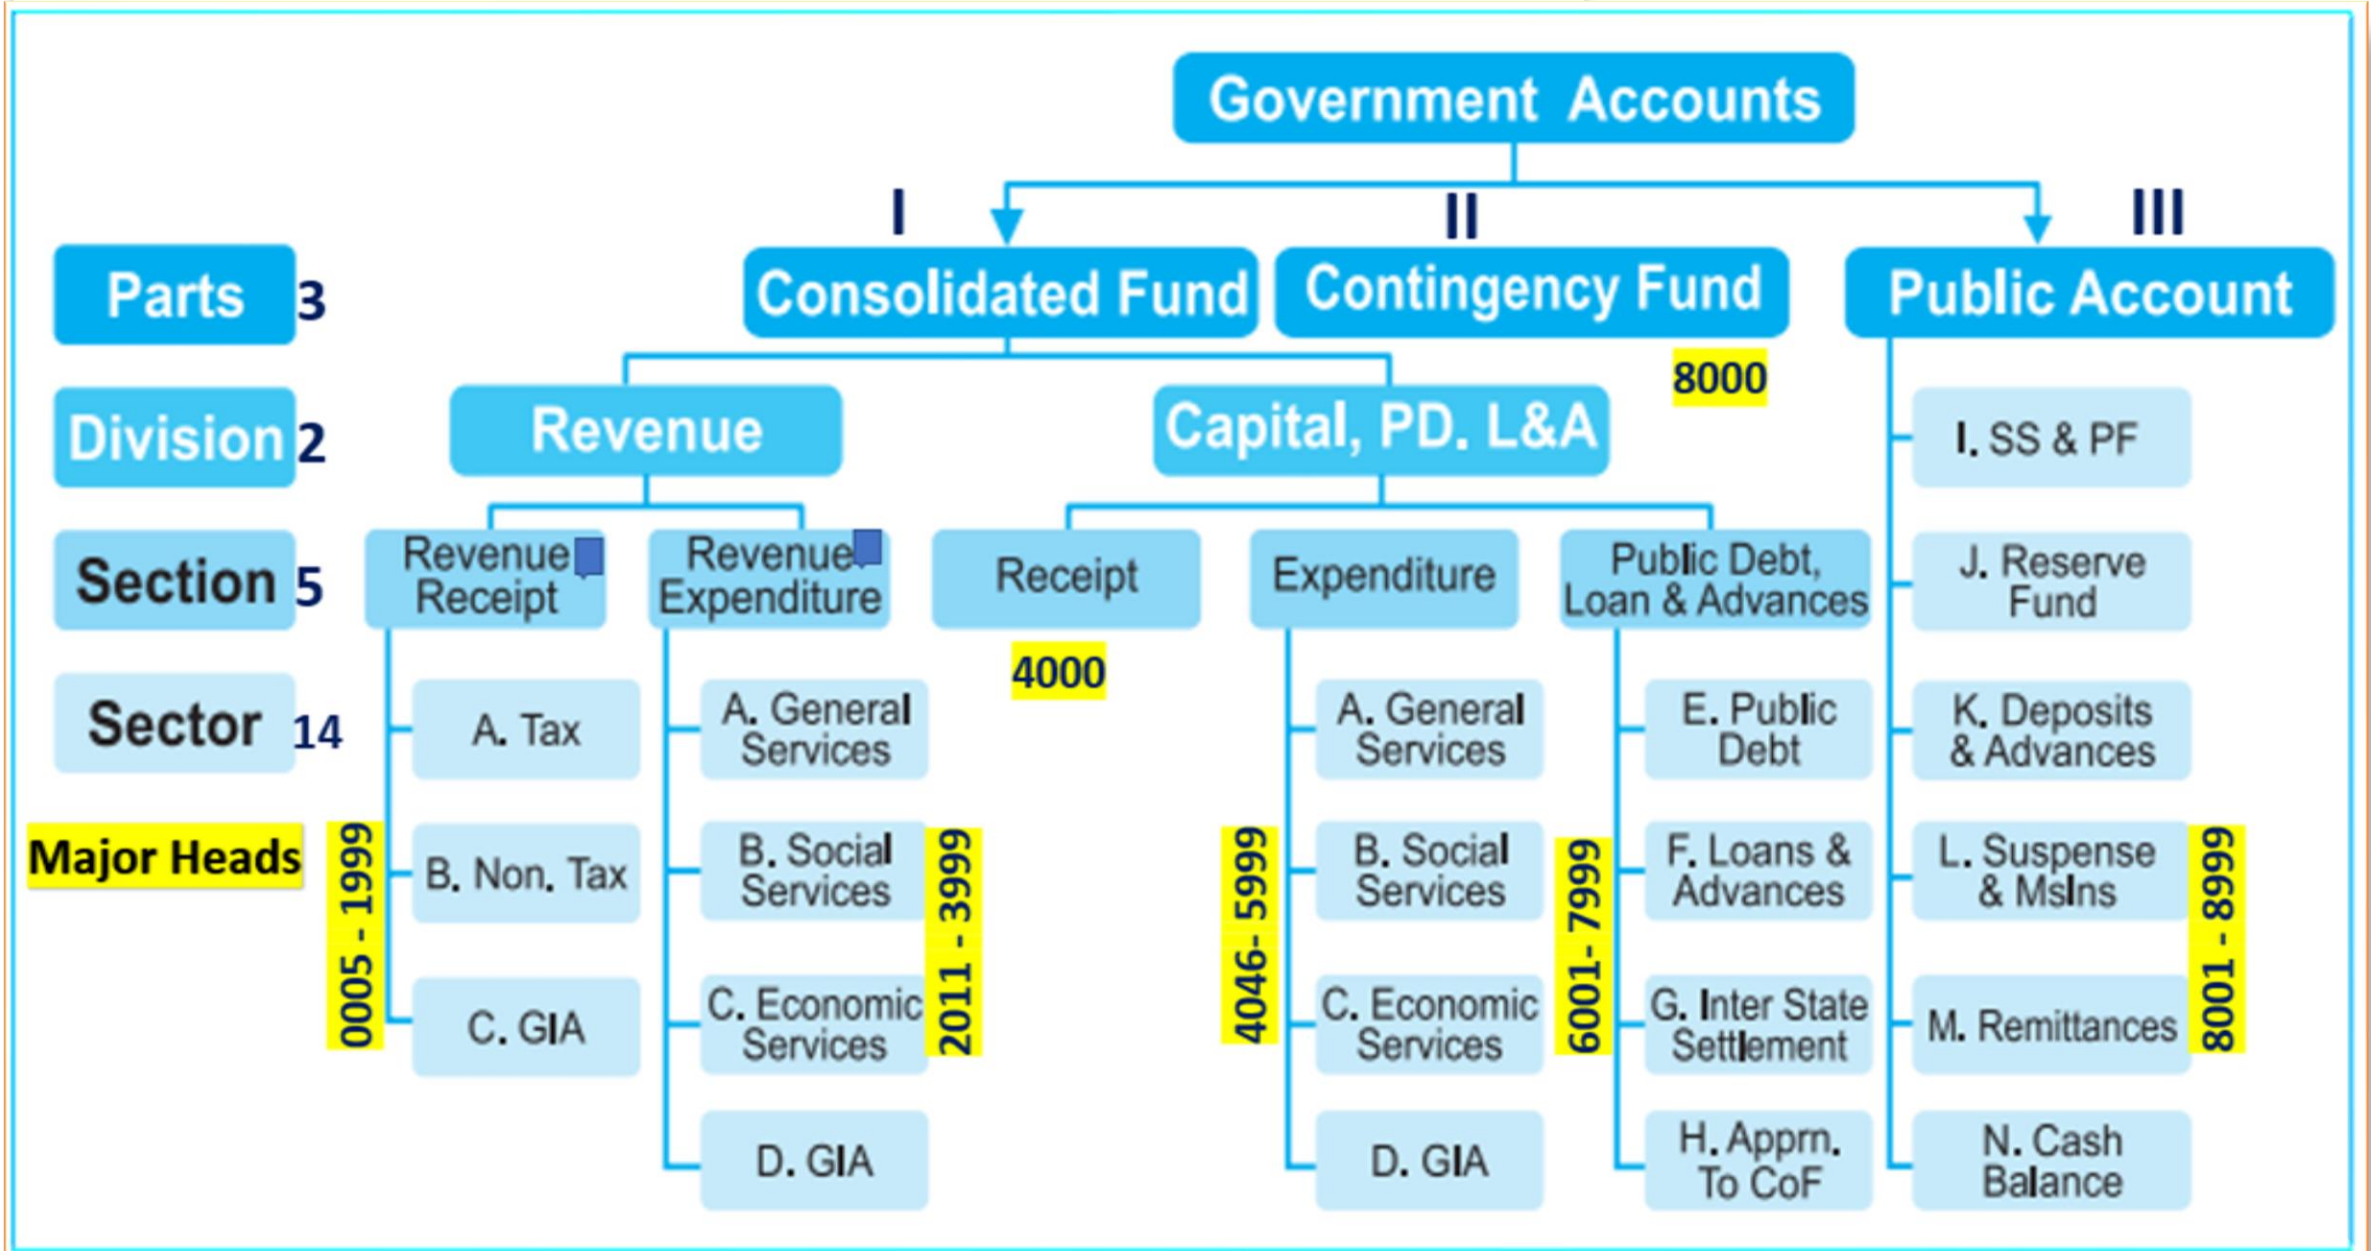 Government Accounts
I
II
III
Parts 3
Consolidated Fund
Contingency Fund
Public Account
8000
Division 2
Revenue
Capital, PD. L&A
I. SS & PF
Section 5
Revenue
Receipt
Revenue
Expenditure
Receipt
Expenditure
Public Debt,
Loan & Advances
J. Reserve
Fund
4000
Sector 14
A. Tax
A. General
Services
A. General
Services
E. Public
Debt
K. Deposits
& Advances
Major Heads
0005 - 1999
B. Non. Tax
B. Social
Services
2011 - 3999
4046- 5999
B. Social
Services
6001- 7999
F. Loans &
Advances
L. Suspense
& Mslns
8001 - 8999
C. GIA
C. Economic
Services
C. Economic
Services
G. Inter State
Settlement
M. Remittances
D. GIA
D. GIA
H. Apprn.
To CoF
N. Cash
Balance